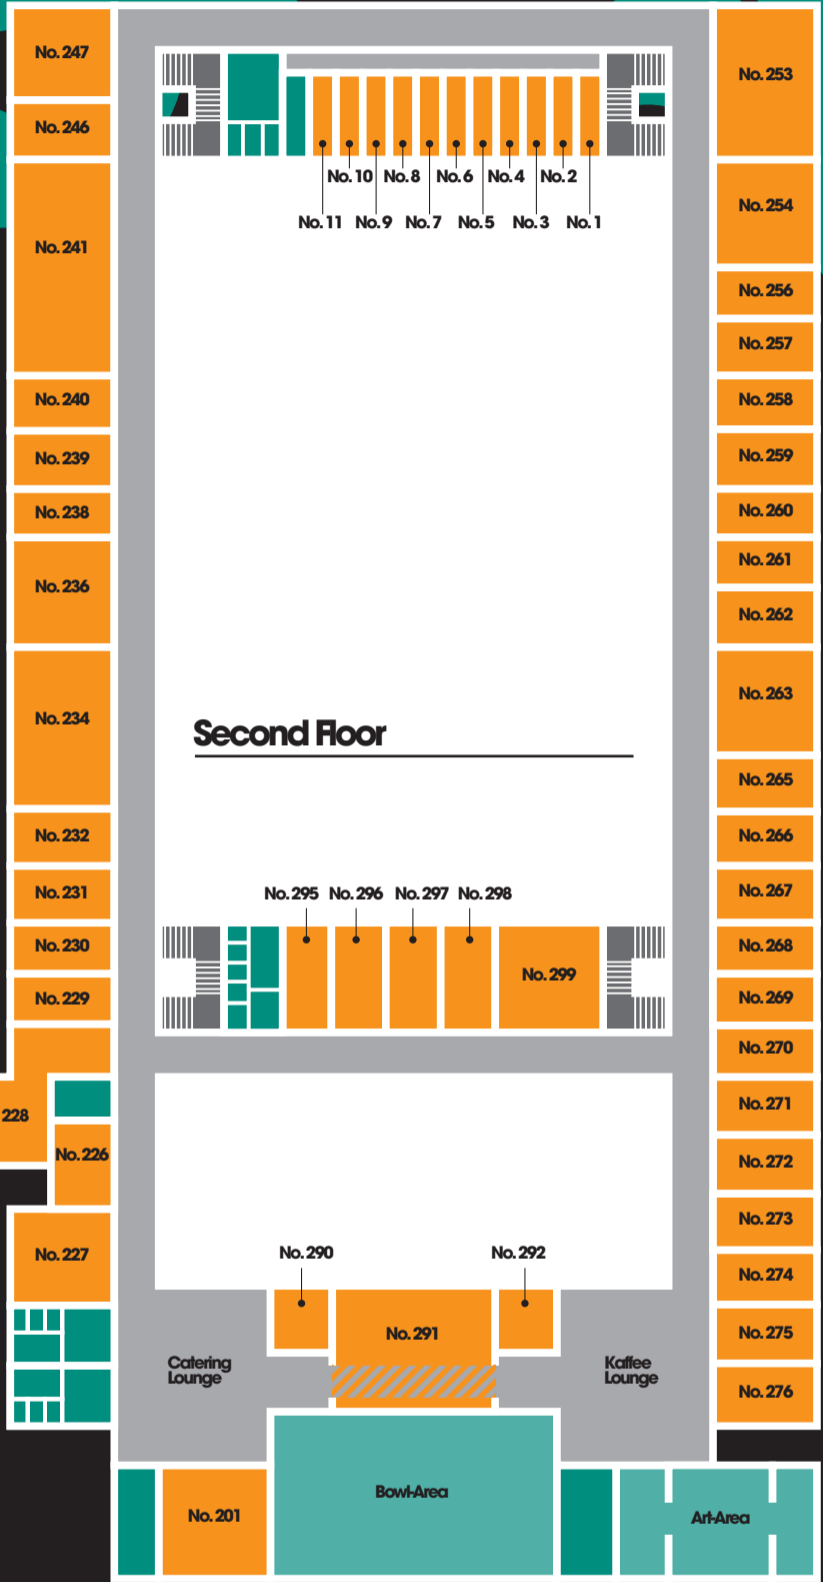 No. 247
No. 253
No. 246
No. 10
No. 8
No. 6
No. 4
No. 2
No. 11
No. 9
No. 7
No. 5
No. 3
No. 1
No. 254
No. 241
No. 256
No. 257
No. 240
No. 258
No. 239
No. 259
No. 238
No. 260
No. 261
No. 236
No. 262
No. 263
No. 234
Second Floor
No. 265
No. 232
No. 266
No. 231
No. 267
No. 295
No. 296
No. 297
No. 298
No. 230
No. 268
No. 299
No. 229
No. 269
No. 270
No. 271
228
No. 226
No. 272
No. 273
No. 227
No. 290
No. 292
No. 274
No. 291
No. 275
Catering
Lounge
Kaffee
Lounge
No. 276
Bowl-Area
No. 201
Art-Area